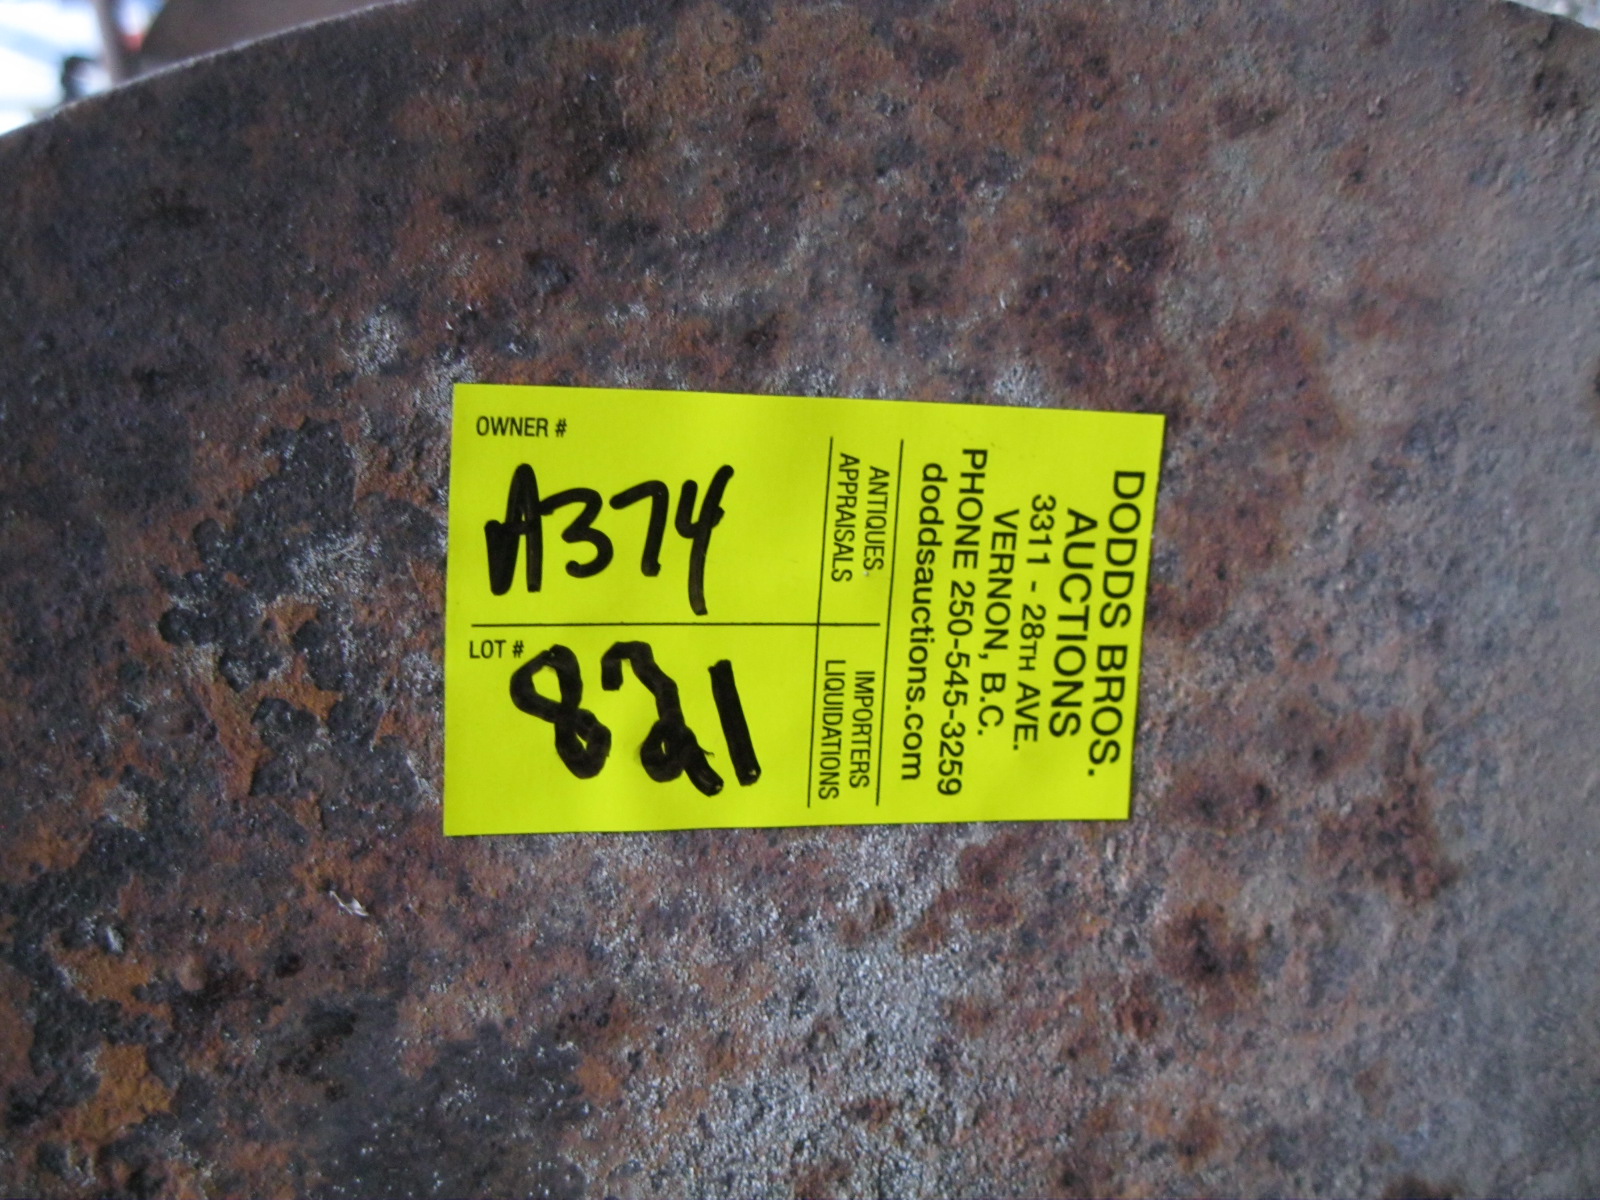 DODDS BROS.
AUCTIONS
3311 - 28TH AVE.
VERNON, B.C.
PHONE 250-545-3259
doddsauctions.com
ANTIQUES
APPRAISALS
IMPORTERS
LIQUIDATIONS
OWNER #
A374
LOT #
821